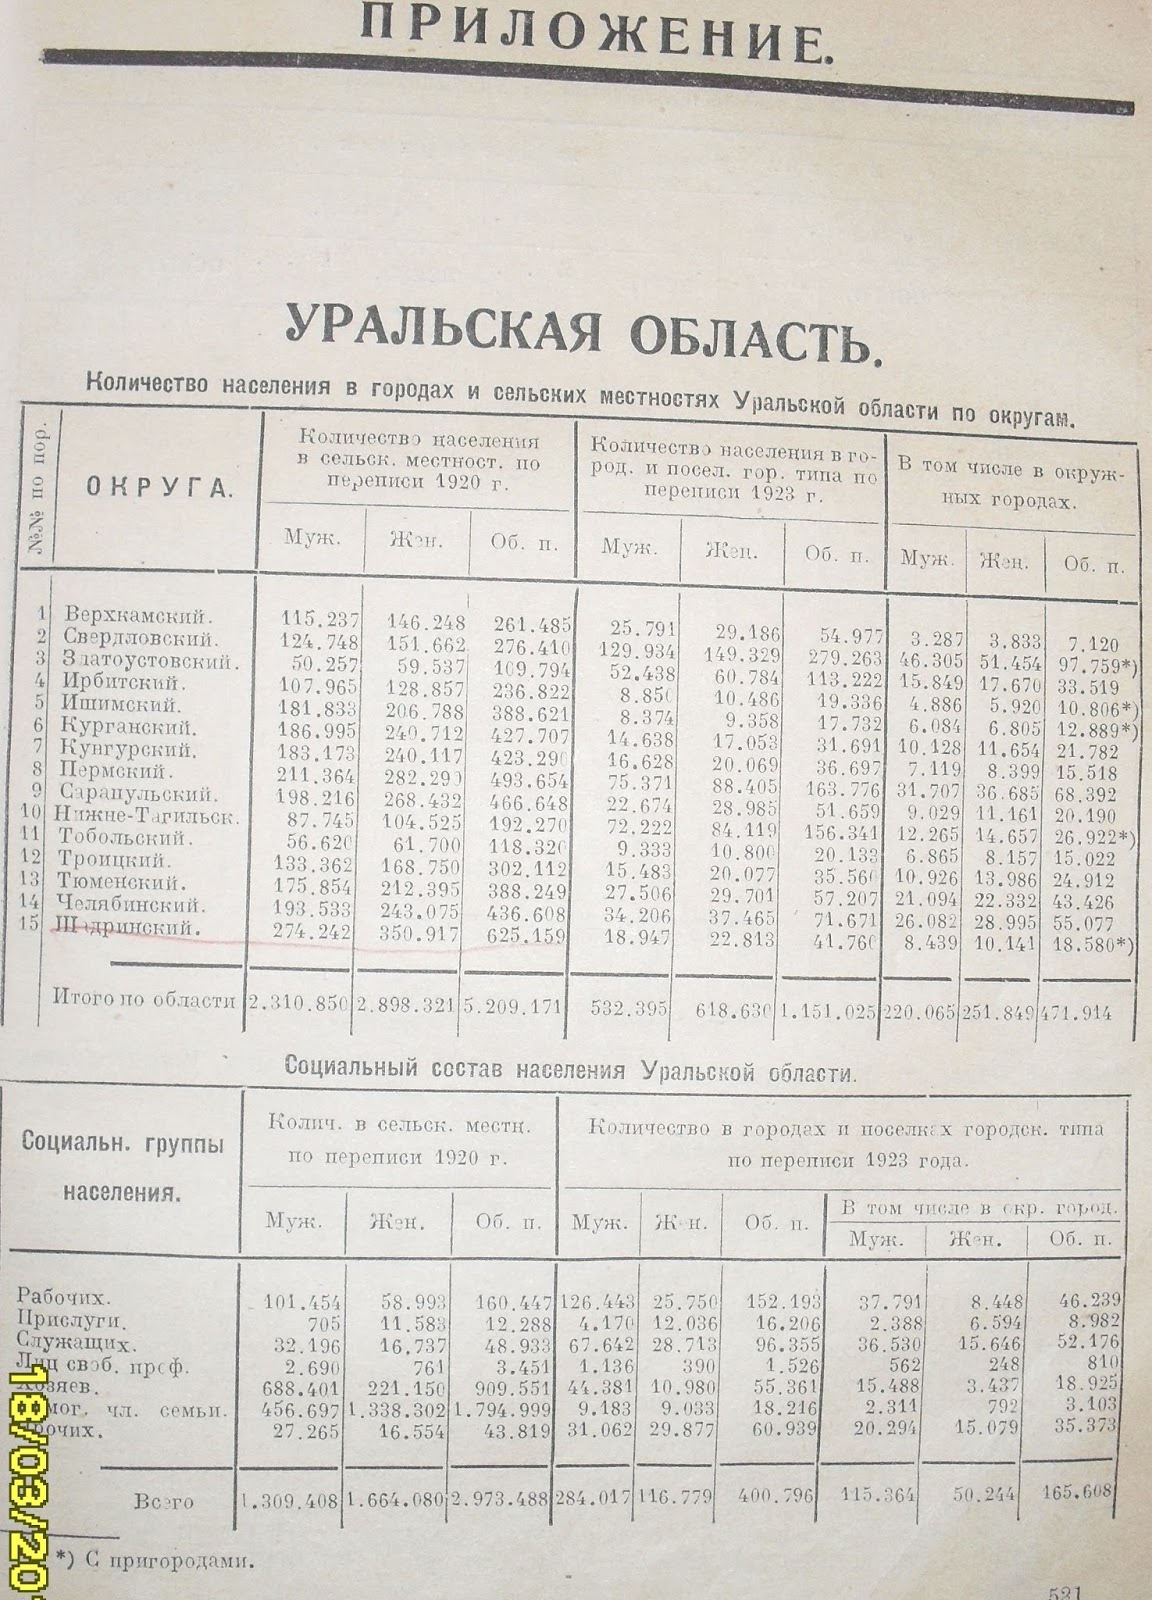 ПРИЛОЖЕНИЕ.
УРАЛЬСКАЯ ОБЛАСТЬ.
Количество населения в городах и сельских местностях Уральской области по округам.
№№ по пор.
ОКРУГА.
Количество населения в сельск. местност. по переписи 1920 г.
Количество населения в город. и посел. гор. типа по переписи 1923 г.
В том числе в окружных городах.
Муж. Жен. Об. п. Муж. Жен. Об. п. Муж. Жен. Об. п.
1 Верхкамский. 115.237 146.248 261.485 25.791 29.186 54.977 3.287 3.833 7.120
2 Свердловский. 124.748 151.662 276.410 129.934 149.329 279.263 46.305 51.454 97.759*)
3 Златоустовский. 50.257 59.537 109.794 52.438 60.784 113.222 15.849 17.670 33.519
4 Ирбитский. 107.965 128.857 236.822 8.850 10.486 19.336 4.886 5.920 10.806*)
5 Ишимский. 181.833 206.788 388.621 8.374 9.358 17.732 6.084 6.805 12.889*)
6 Курганский. 186.995 240.712 427.707 14.638 17.053 31.691 10.128 11.654 21.782
7 Кунгурский. 183.173 240.117 423.290 16.628 20.069 36.697 7.119 8.399 15.518
8 Пермский. 211.364 282.290 493.654 75.371 88.405 163.776 31.707 36.685 68.392
9 Сарапульский. 198.216 268.432 466.648 22.674 28.985 51.659 9.029 11.161 20.190
10 Нижне-Тагильск. 87.745 104.525 192.270 72.222 84.119 156.341 12.265 14.657 26.922*)
11 Тобольский. 56.620 61.700 118.320 9.333 10.800 20.133 6.865 8.157 15.022
12 Троицкий. 133.362 168.750 302.112 15.483 20.077 35.560 10.926 13.986 24.912
13 Тюменский. 175.854 212.395 388.249 27.506 29.701 57.207 21.094 22.332 43.426
14 Челябинский. 193.533 243.075 436.608 34.206 37.465 71.671 26.082 28.995 55.077
15 Шадринский. 274.242 350.917 625.159 18.947 22.813 41.760 8.439 10.141 18.580*)
Итого по области 2.310.850 2.898.321 5.209.171 532.395 618.630 1.151.025 220.065 251.849 471.914
Социальный состав населения Уральской области.
Социальн. группы населения.
Колич. в сельск. местн. по переписи 1920 г.
Количество в городах и поселках городск. типа по переписи 1923 года.
В том числе в окр. город.
Муж. Жен. Об. п. Муж. Жен. Об. п. Муж. Жен. Об. п.
Рабочих. 101.454 58.993 160.447 126.443 25.750 152.193 37.791 8.448 46.239
Прислуги. 705 11.583 12.288 4.170 12.036 16.206 2.388 6.594 8.982
Служащих. 32.196 16,737 48.933 67.642 28.713 96.355 36.530 15.646 52.176
Лиц своб. проф. 2.690 761 3.451 1.136 390 1.526 562 248 810
Хозяев. 688.401 221.150 909.551 44.381 10.980 55.361 15.488 3.437 18.925
мог. чл. семьи. 456.697 1.338.302 1.794.999 9.183 9.033 18.216 2.311 792 3.103
Прочих. 27.265 16.554 43.819 31.062 29.877 60.939 20.294 15.079 35.373
Всего 1.309.408 1.664.080 2.973.488 284.017 116.779 400.796 115.364 50.244 165.608
*) С пригородами.
521
18/03/20